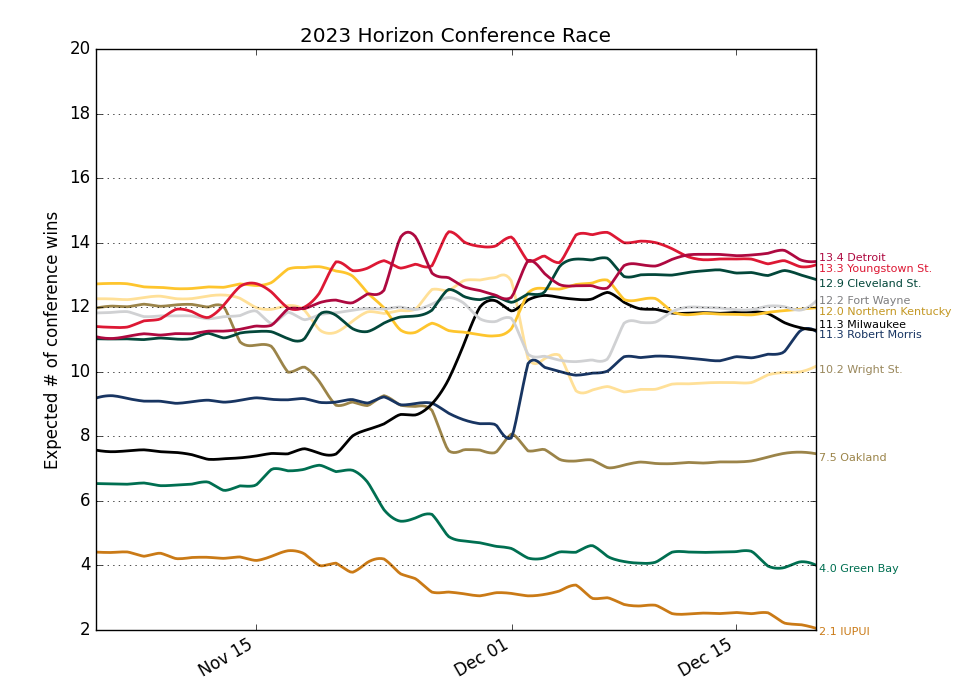 2023 Horizon Conference Race
Expected # of conference wins
20
18
16
14
12
10
8
6
4
2
Nov 15
Dec 01
Dec 15
13.4 Detroit
13.3 Youngstown St.
12.9 Cleveland St.
12.2 Fort Wayne
12.0 Northern Kentucky
11.3 Milwaukee
11.3 Robert Morris
10.2 Wright St.
7.5 Oakland
4.0 Green Bay
2.1 IUPUI